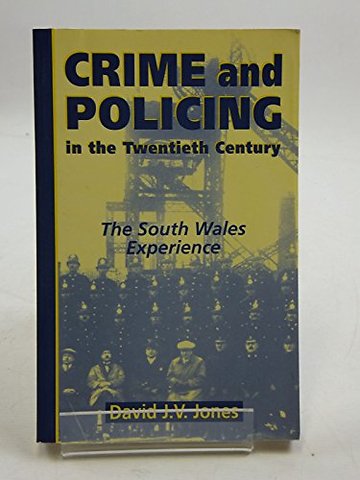 CRIME and
POLICING
in the Twentieth Century
The South Wales
Experience
David J.V. Jones